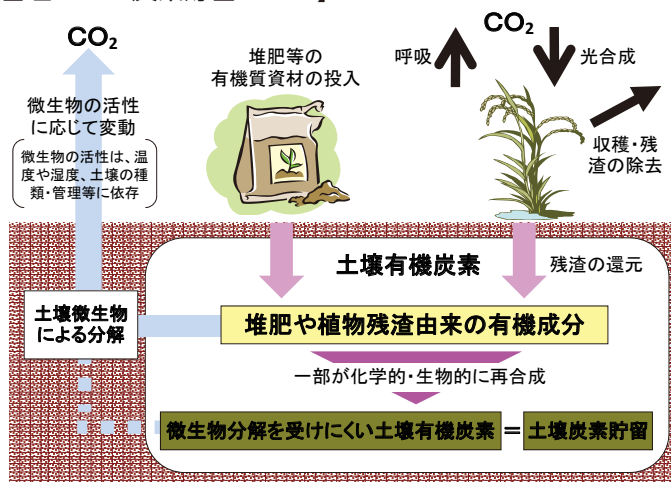 CO₂
微生物の活性
に応じて変動
微生物の活性は、温
度や湿度、土壌の種
類・管理等に依存
堆肥等の
有機質資材の投入
CO₂
呼吸
光合成
収穫・残
渣の除去
土壌有機炭素
残渣の還元
土壌微生物
による分解
堆肥や植物残渣由来の有機成分
一部が化学的・生物的に再合成
微生物分解を受けにくい土壌有機炭素
=
土壌炭素貯留